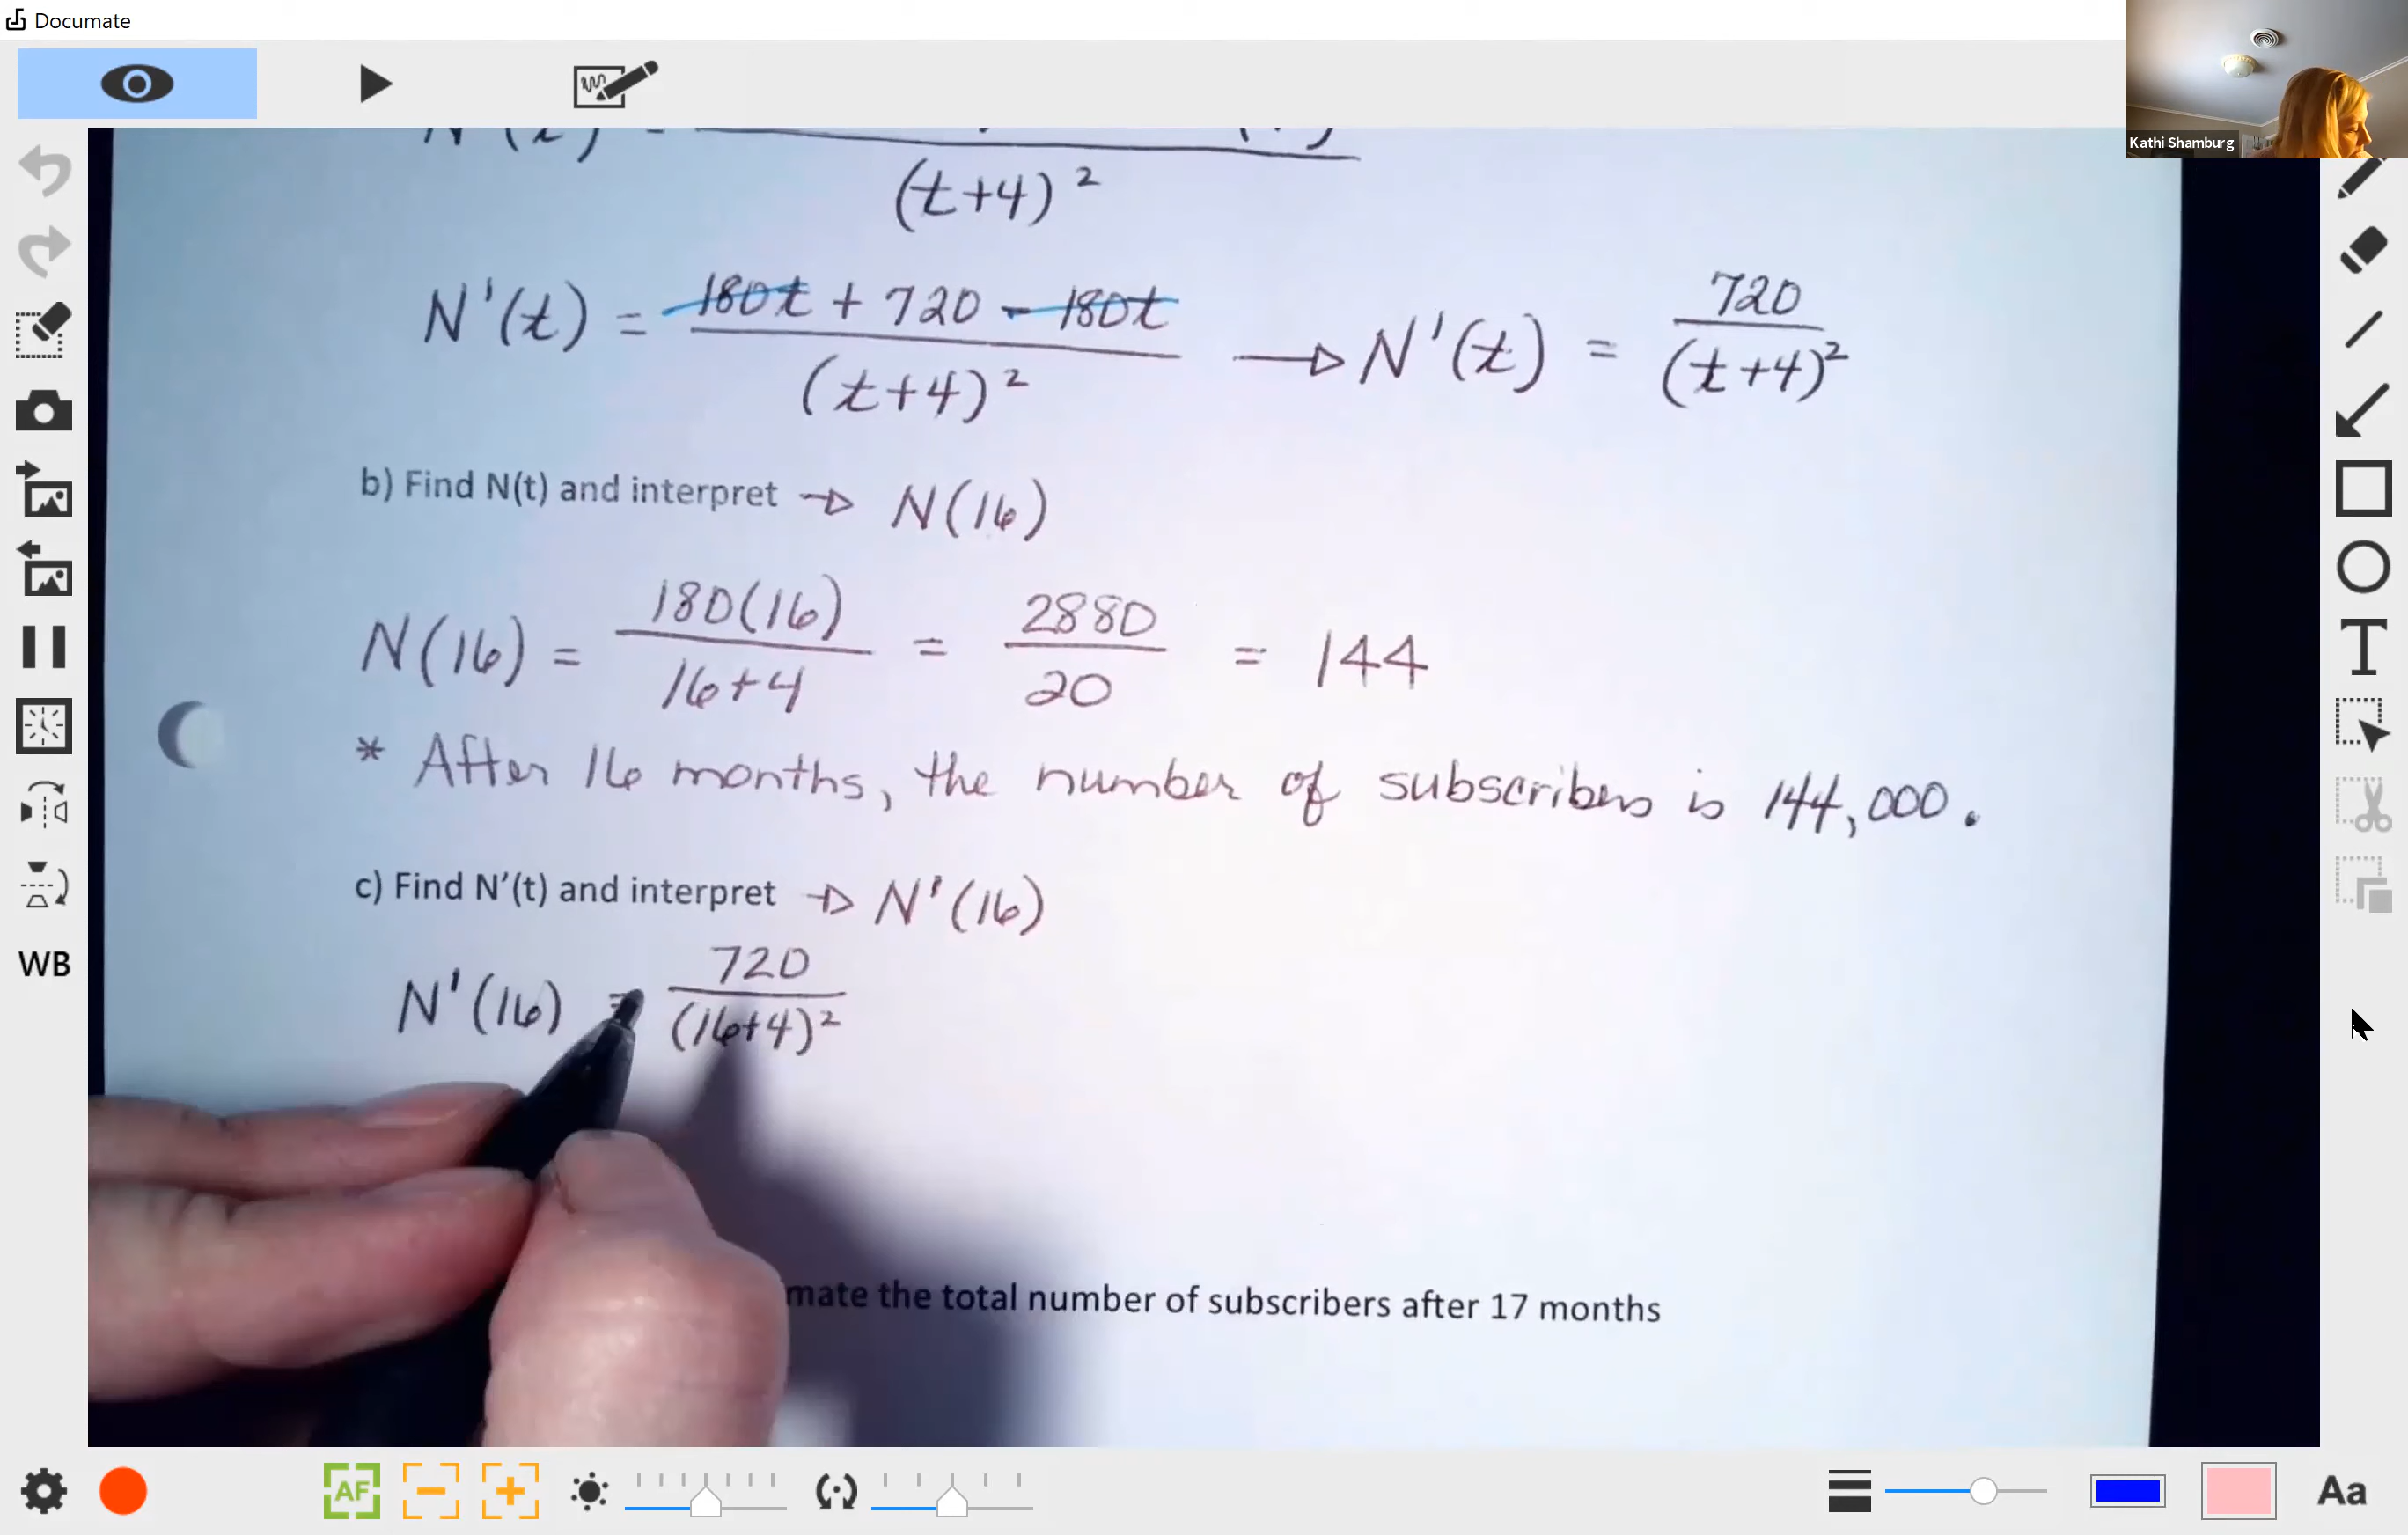 Documate
Kathi Shamburg
N'(t) =
(t+4)²
N'(t) = 180t + 720 - 180t / (t+4)² → N'(t) = 720 / (t+4)²
b) Find N(t) and interpret → N(16)
N(16) = 180(16) / 16+4 = 2880 / 20 = 144
* After 16 months, the number of subscribers is 144,000.
c) Find N'(t) and interpret → N'(16)
N'(16) = 720 / (16+4)²
mate the total number of subscribers after 17 months
WB
T
AF
Aa